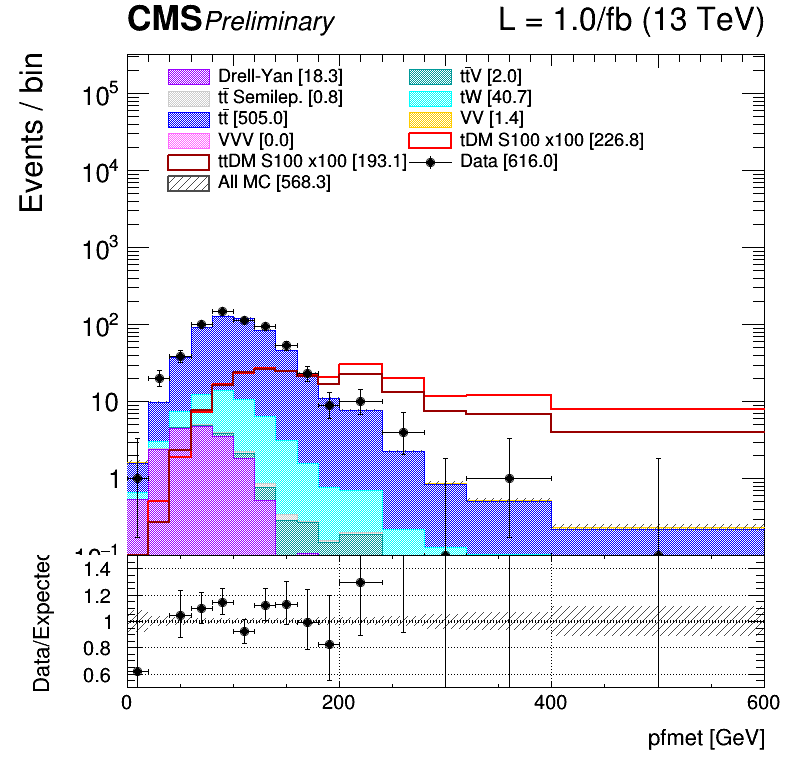 CMS Preliminary L = 1.0/fb (13 TeV)
Events / bin
Drell-Yan [18.3] tt̄V [2.0]
tt̄ Semilep. [0.8] tW [40.7]
tt̄ [505.0] VV [1.4]
VVV [0.0] tDM S100 x100 [226.8]
ttDM S100 x100 [193.1] Data [616.0]
All MC [568.3]
10⁵
10⁴
10³
10²
10
1
10⁻¹
Data/Expected
1.4
1.2
1
0.8
0.6
0 200 400 600
pfmet [GeV]